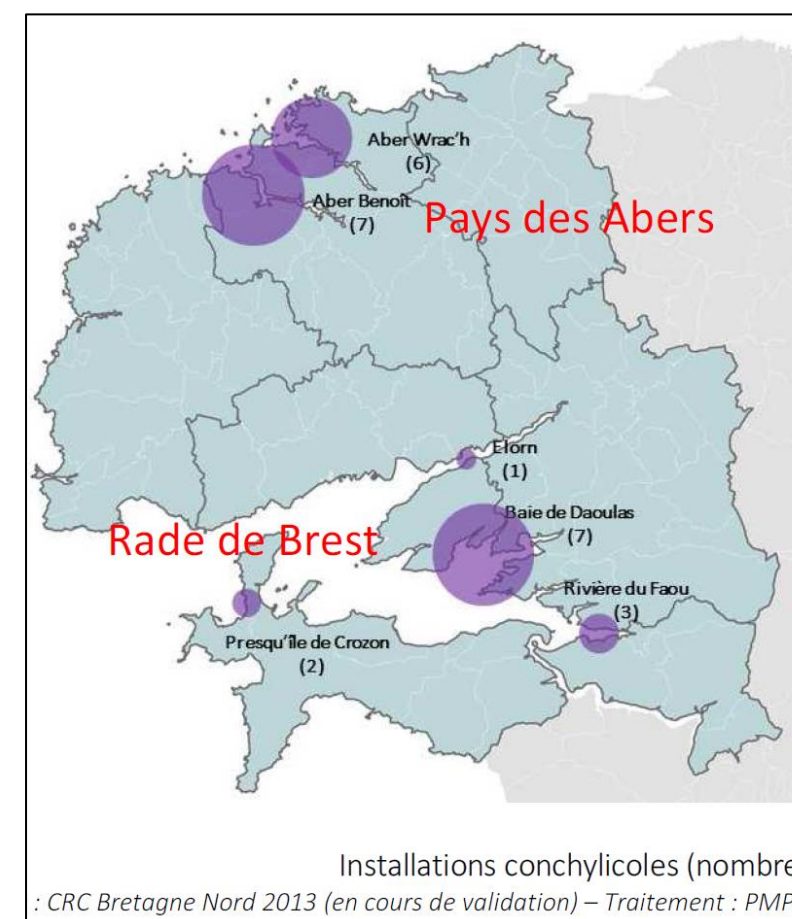 Aber Wrac'h
(6)
Aber Benoît
(7)
Pays des Abers
Elorn
(1)
Baie de Daoulas
(7)
Rade de Brest
Rivière du Faou
(3)
Presqu'île de Crozon
(2)
Installations conchylicoles (nombre
: CRC Bretagne Nord 2013 (en cours de validation) – Traitement : PMP